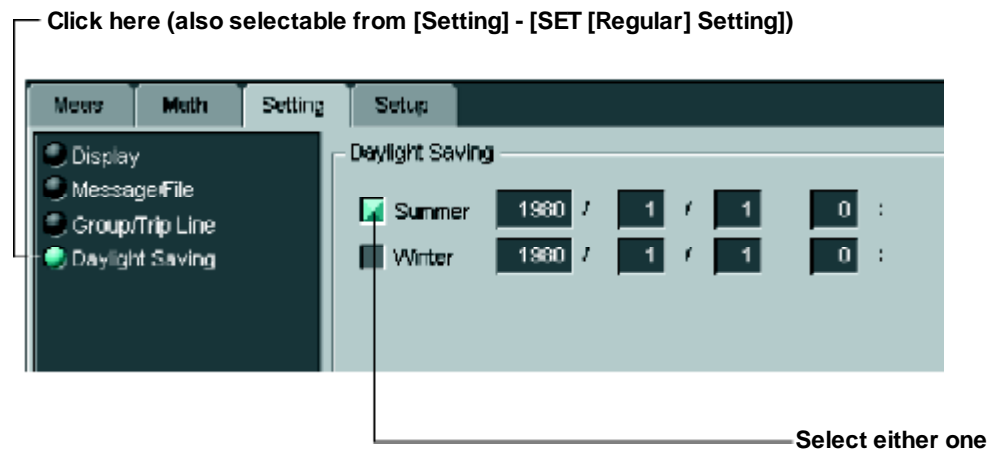 Click here (also selectable from [Setting] - [SET [Regular] Setting])
Meas Math Setting Setup
Display
Message/File
Group/Trip Line
Daylight Saving
Daylight Saving
Summer 1980 / 1 / 1 0 :
Winter 1980 / 1 / 1 0 :
Select either one